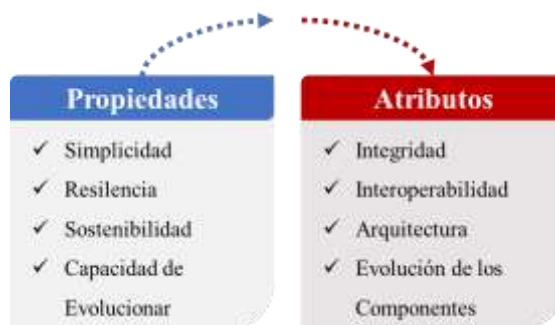 Propiedades
✓ Simplicidad
✓ Resilencia
✓ Sostenibilidad
✓ Capacidad de
Evolucionar
Atributos
✓ Integridad
✓ Interoperabilidad
✓ Arquitectura
✓ Evolución de los
Componentes